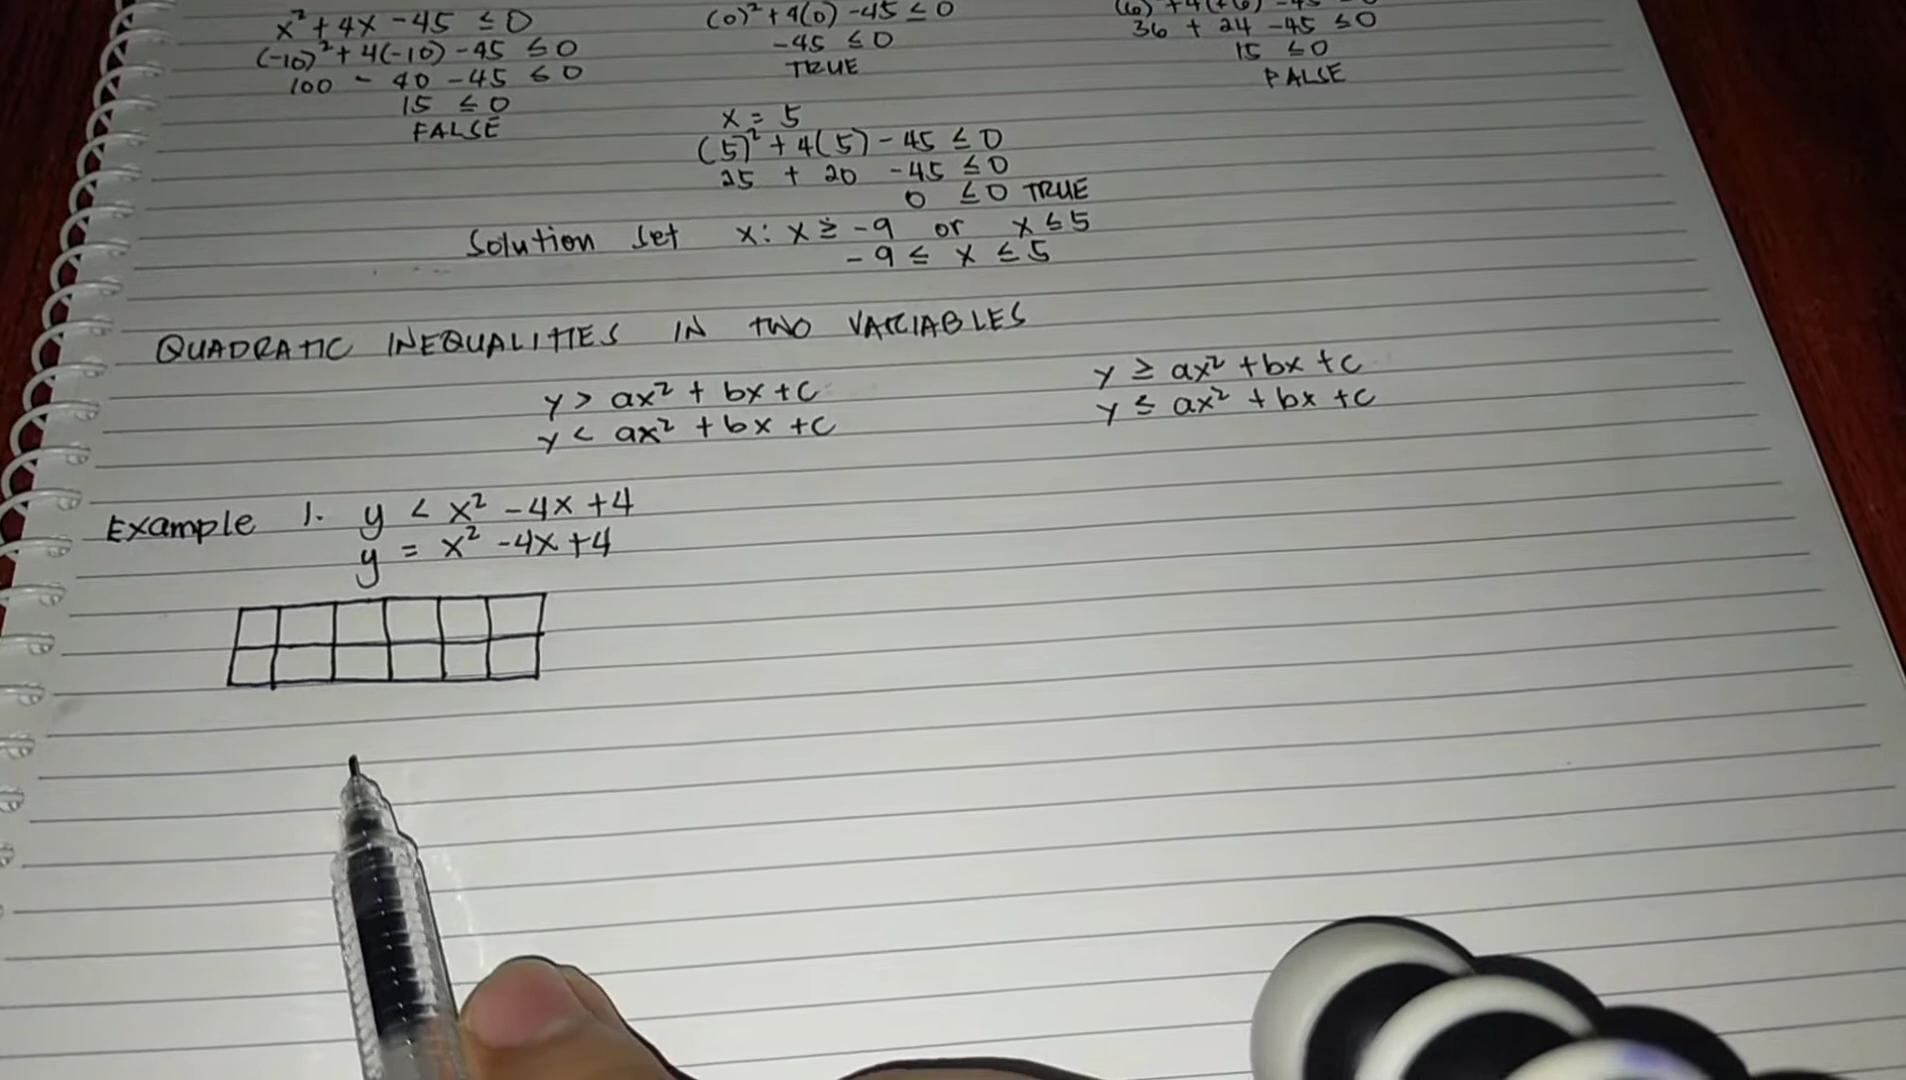 x² + 4x - 45 ≤ 0
(-10)² + 4(-10) - 45 ≤ 0
100 - 40 - 45 ≤ 0
15 ≤ 0
FALSE
(0)² + 4(0) - 45 ≤ 0
-45 ≤ 0
TRUE
36 + 24 - 45 ≤ 0
15 ≤ 0
FALSE
x = 5
(5)² + 4(5) - 45 ≤ 0
25 + 20 - 45 ≤ 0
0 ≤ 0 TRUE
Solution Set x: x ≥ -9 or x ≤ 5
-9 ≤ x ≤ 5
QUADRATIC INEQUALITIES IN TWO VARIABLES
y > ax² + bx + c
y < ax² + bx + c
y ≥ ax² + bx + c
y ≤ ax² + bx + c
Example 1. y < x² - 4x + 4
y = x² - 4x + 4